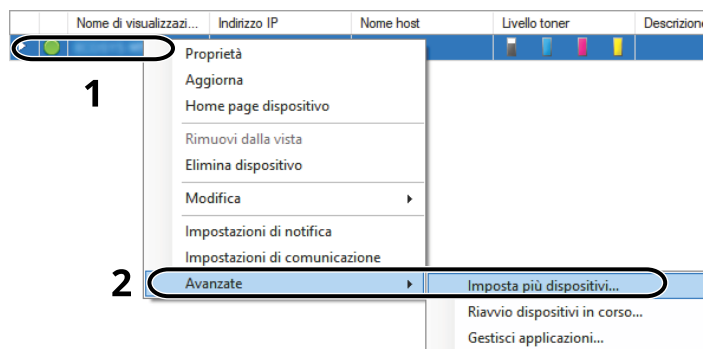 Nome di visualizzazi... Indirizzo IP Nome host Livello toner Descrizione
1
Proprietà
Aggiorna
Home page dispositivo
Rimuovi dalla vista
Elimina dispositivo
Modifica
Impostazioni di notifica
Impostazioni di comunicazione
2 Avanzate Imposta più dispositivi...
Riavvio dispositivi in corso...
Gestisci applicazioni...